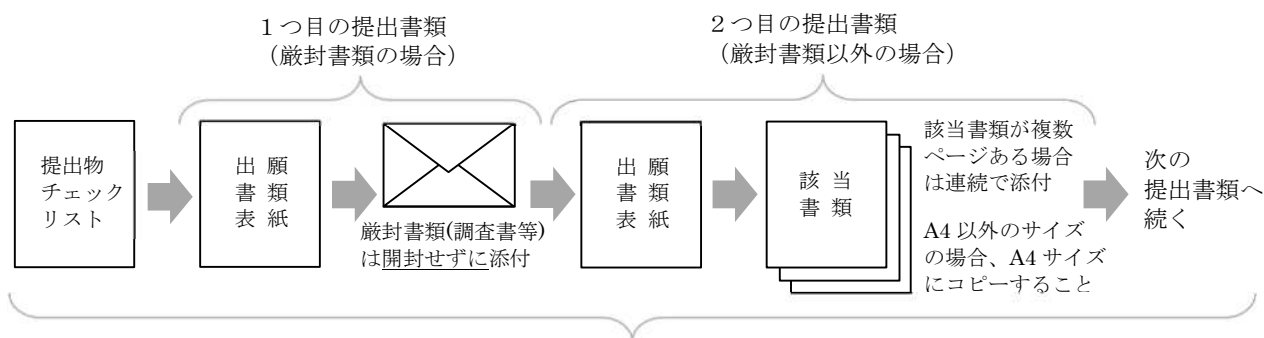 １つ目の提出書類
（厳封書類の場合）
２つ目の提出書類
（厳封書類以外の場合）
提出物
チェック
リスト
出 願
書 類
表 紙
厳封書類(調査書等)
は開封せずに添付
出 願
書 類
表 紙
該 当
書 類
該当書類が複数
ページある場合
は連続で添付
A4 以外のサイズ
の場合、A4 サイズ
にコピーすること
次の
提出書類へ
続く